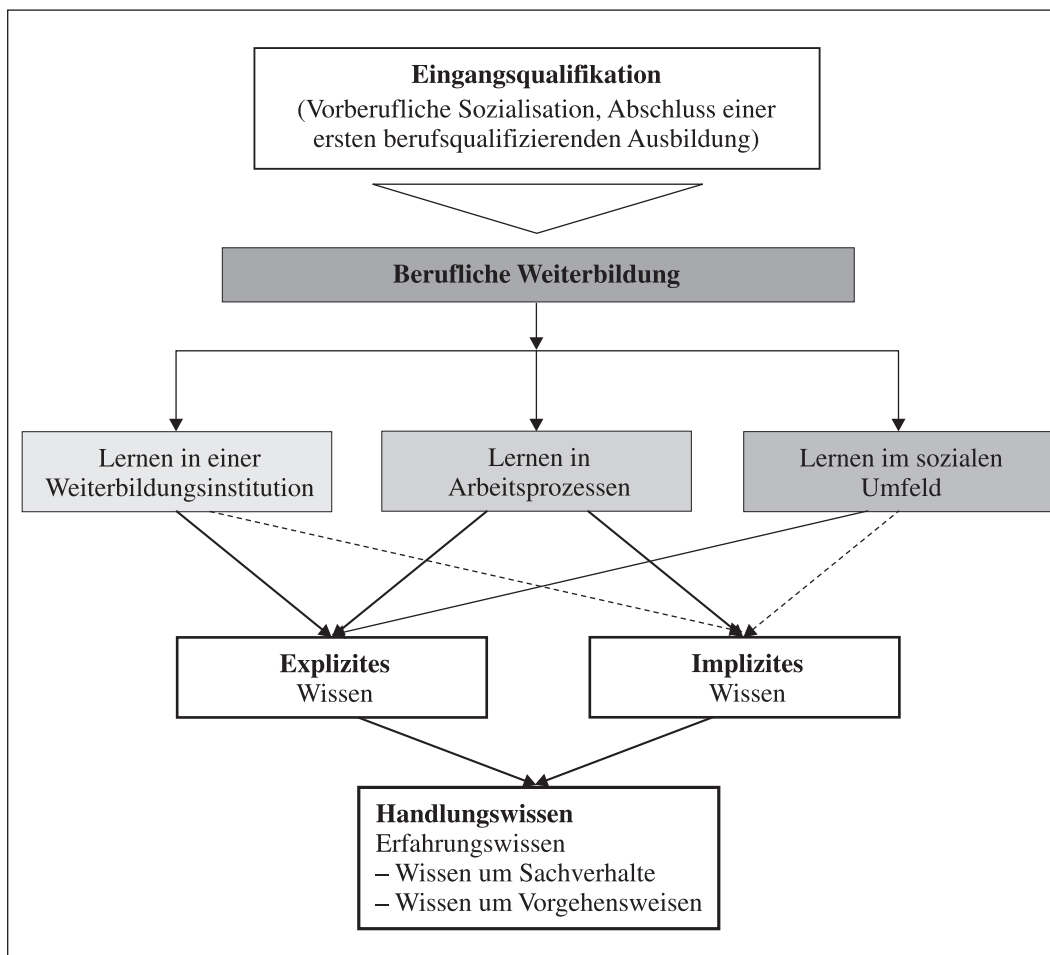 Eingangsqualifikation
(Vorberufliche Sozialisation, Abschluss einer
ersten berufsqualifizierenden Ausbildung)
Berufliche Weiterbildung
Lernen in einer
Weiterbildungsinstitution
Lernen in
Arbeitsprozessen
Lernen im sozialen
Umfeld
Explizites
Wissen
Implizites
Wissen
Handlungswissen
Erfahrungswissen
– Wissen um Sachverhalte
– Wissen um Vorgehensweisen